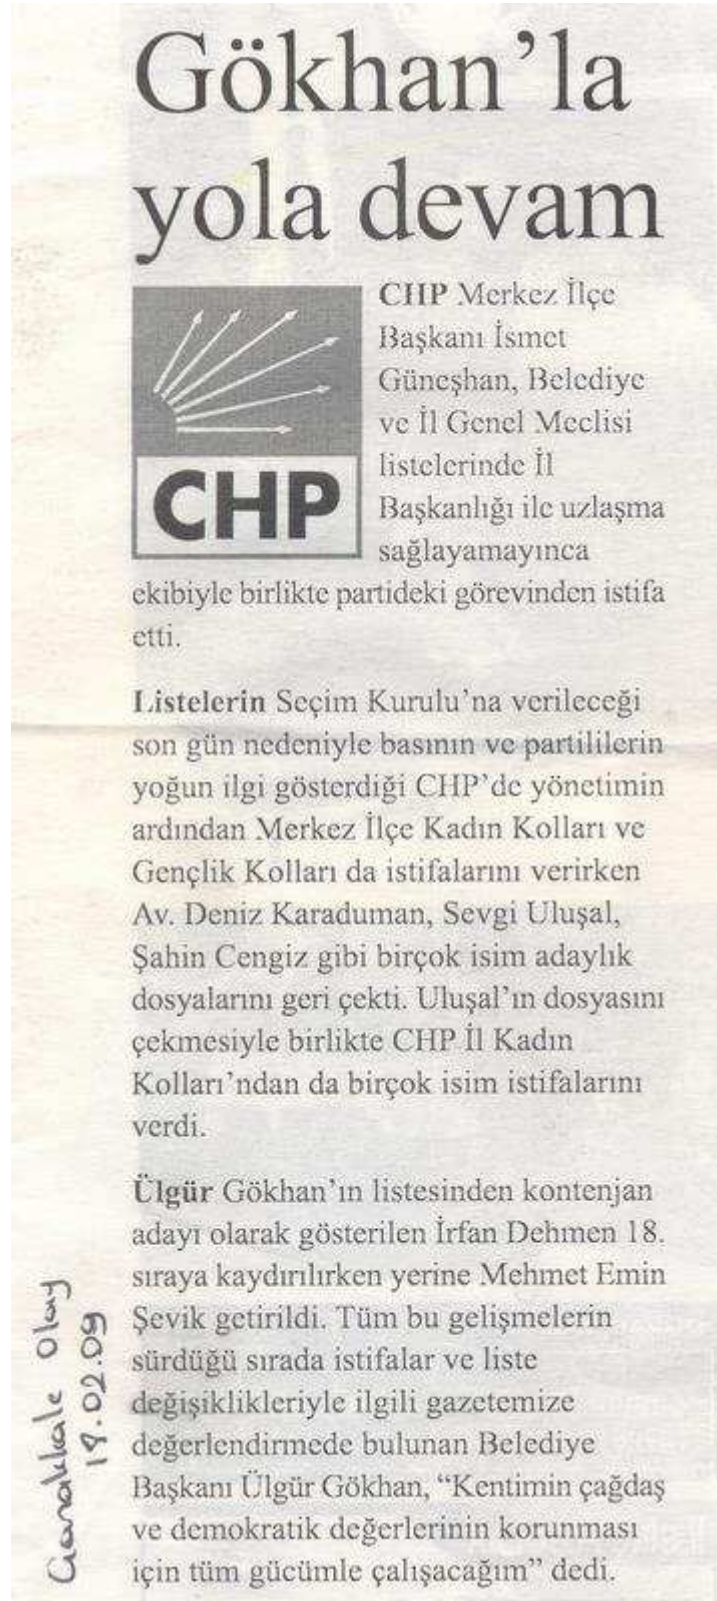 Gökhan’la
yola devam
CHP Merkez İlçe
Başkanı İsmet
Güneşhan, Belediye
ve İl Genel Meclisi
listelerinde İl
Başkanlığı ile uzlaşma
sağlayamayınca
ekibiyle birlikte partideki görevinden istifa
etti.
CHP
Listelerin Seçim Kurulu’na verileceği
son gün nedeniyle basının ve partililerin
yoğun ilgi gösterdiği CHP’de yönetimin
ardından Merkez İlçe Kadın Kolları ve
Gençlik Kolları da istifalarını verirken
Av. Deniz Karaduman, Sevgi Uluşal,
Şahin Cengiz gibi birçok isim adaylık
dosyalarını geri çekti. Uluşal’ın dosyasını
çekmesiyle birlikte CHP İl Kadın
Kolları’ndan da birçok isim istifalarını
verdi.
Ülgür Gökhan’ın listesinden kontenjan
adayı olarak gösterilen İrfan Dehmen 18.
sıraya kaydırılırken yerine Mehmet Emin
Şevik getirildi. Tüm bu gelişmelerin
sürdüğü sırada istifalar ve liste
değişiklikleriyle ilgili gazetemize
değerlendirmede bulunan Belediye
Başkanı Ülgür Gökhan, “Kentimin çağdaş
ve demokratik değerlerinin korunması
için tüm gücümle çalışacağım” dedi.
Çanakkale Olay
19.02.09